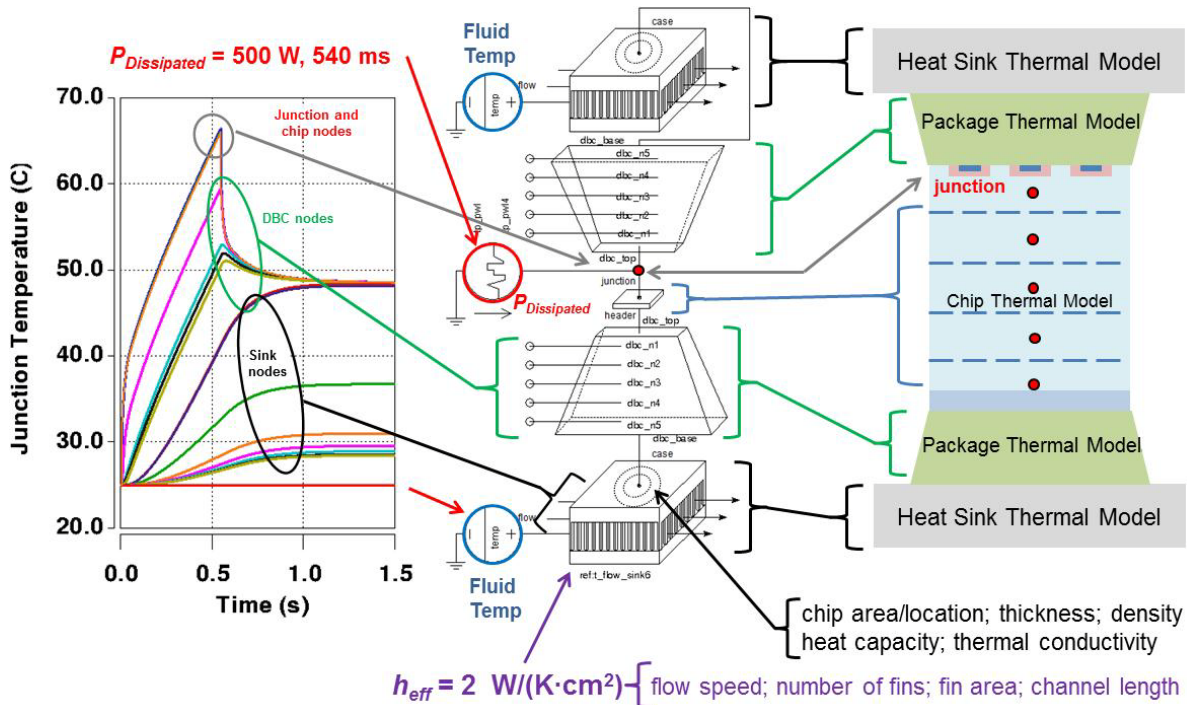 P_Dissipated = 500 W, 540 ms
Fluid
Temp
case
flow
temp
Heat Sink Thermal Model
Package Thermal Model
70.0
60.0
50.0
40.0
30.0
20.0
Junction Temperature (C)
Junction and
chip nodes
DBC nodes
Sink
nodes
0.0
0.5
1.0
1.5
Time (s)
dbc_base
dbc_n5
dbc_n4
dbc_n3
dbc_n2
dbc_n1
dbc_top
junction
P_Dissipated
header
dbc_top
dbc_n1
dbc_n2
dbc_n3
dbc_n4
dbc_n5
dbc_base
case
flow
temp
Fluid
Temp
ref:t_flow_sink6
junction
Chip Thermal Model
Package Thermal Model
Heat Sink Thermal Model
chip area/location; thickness; density
heat capacity; thermal conductivity
h_eff = 2 W/(K·cm²)
flow speed; number of fins; fin area; channel length